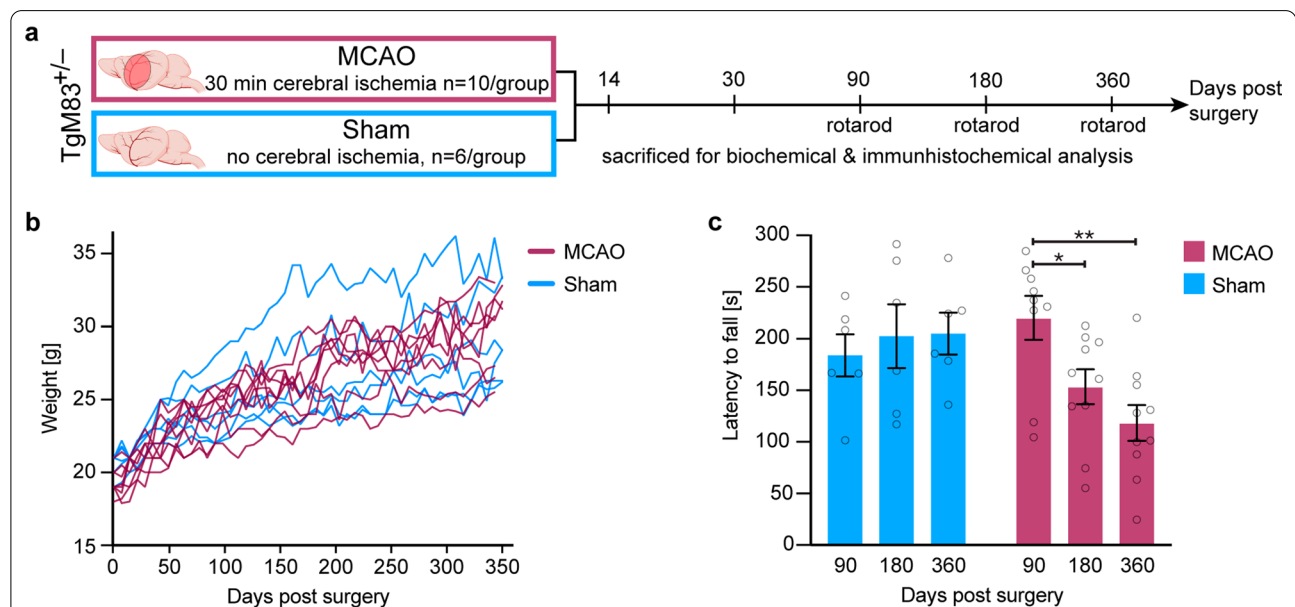 a
TgM83+/–
MCAO
30 min cerebral ischemia n=10/group
Sham
no cerebral ischemia, n=6/group
14 30 90 180 360
rotarod rotarod rotarod
Days post
surgery
sacrificed for biochemical & immunhistochemical analysis
b
Weight [g]
35
30
25
20
15
0 50 100 150 200 250 300 350
Days post surgery
MCAO
Sham
c
Latency to fall [s]
300
250
200
150
100
50
0
**
*
90 180 360 90 180 360
Days post surgery
MCAO
Sham